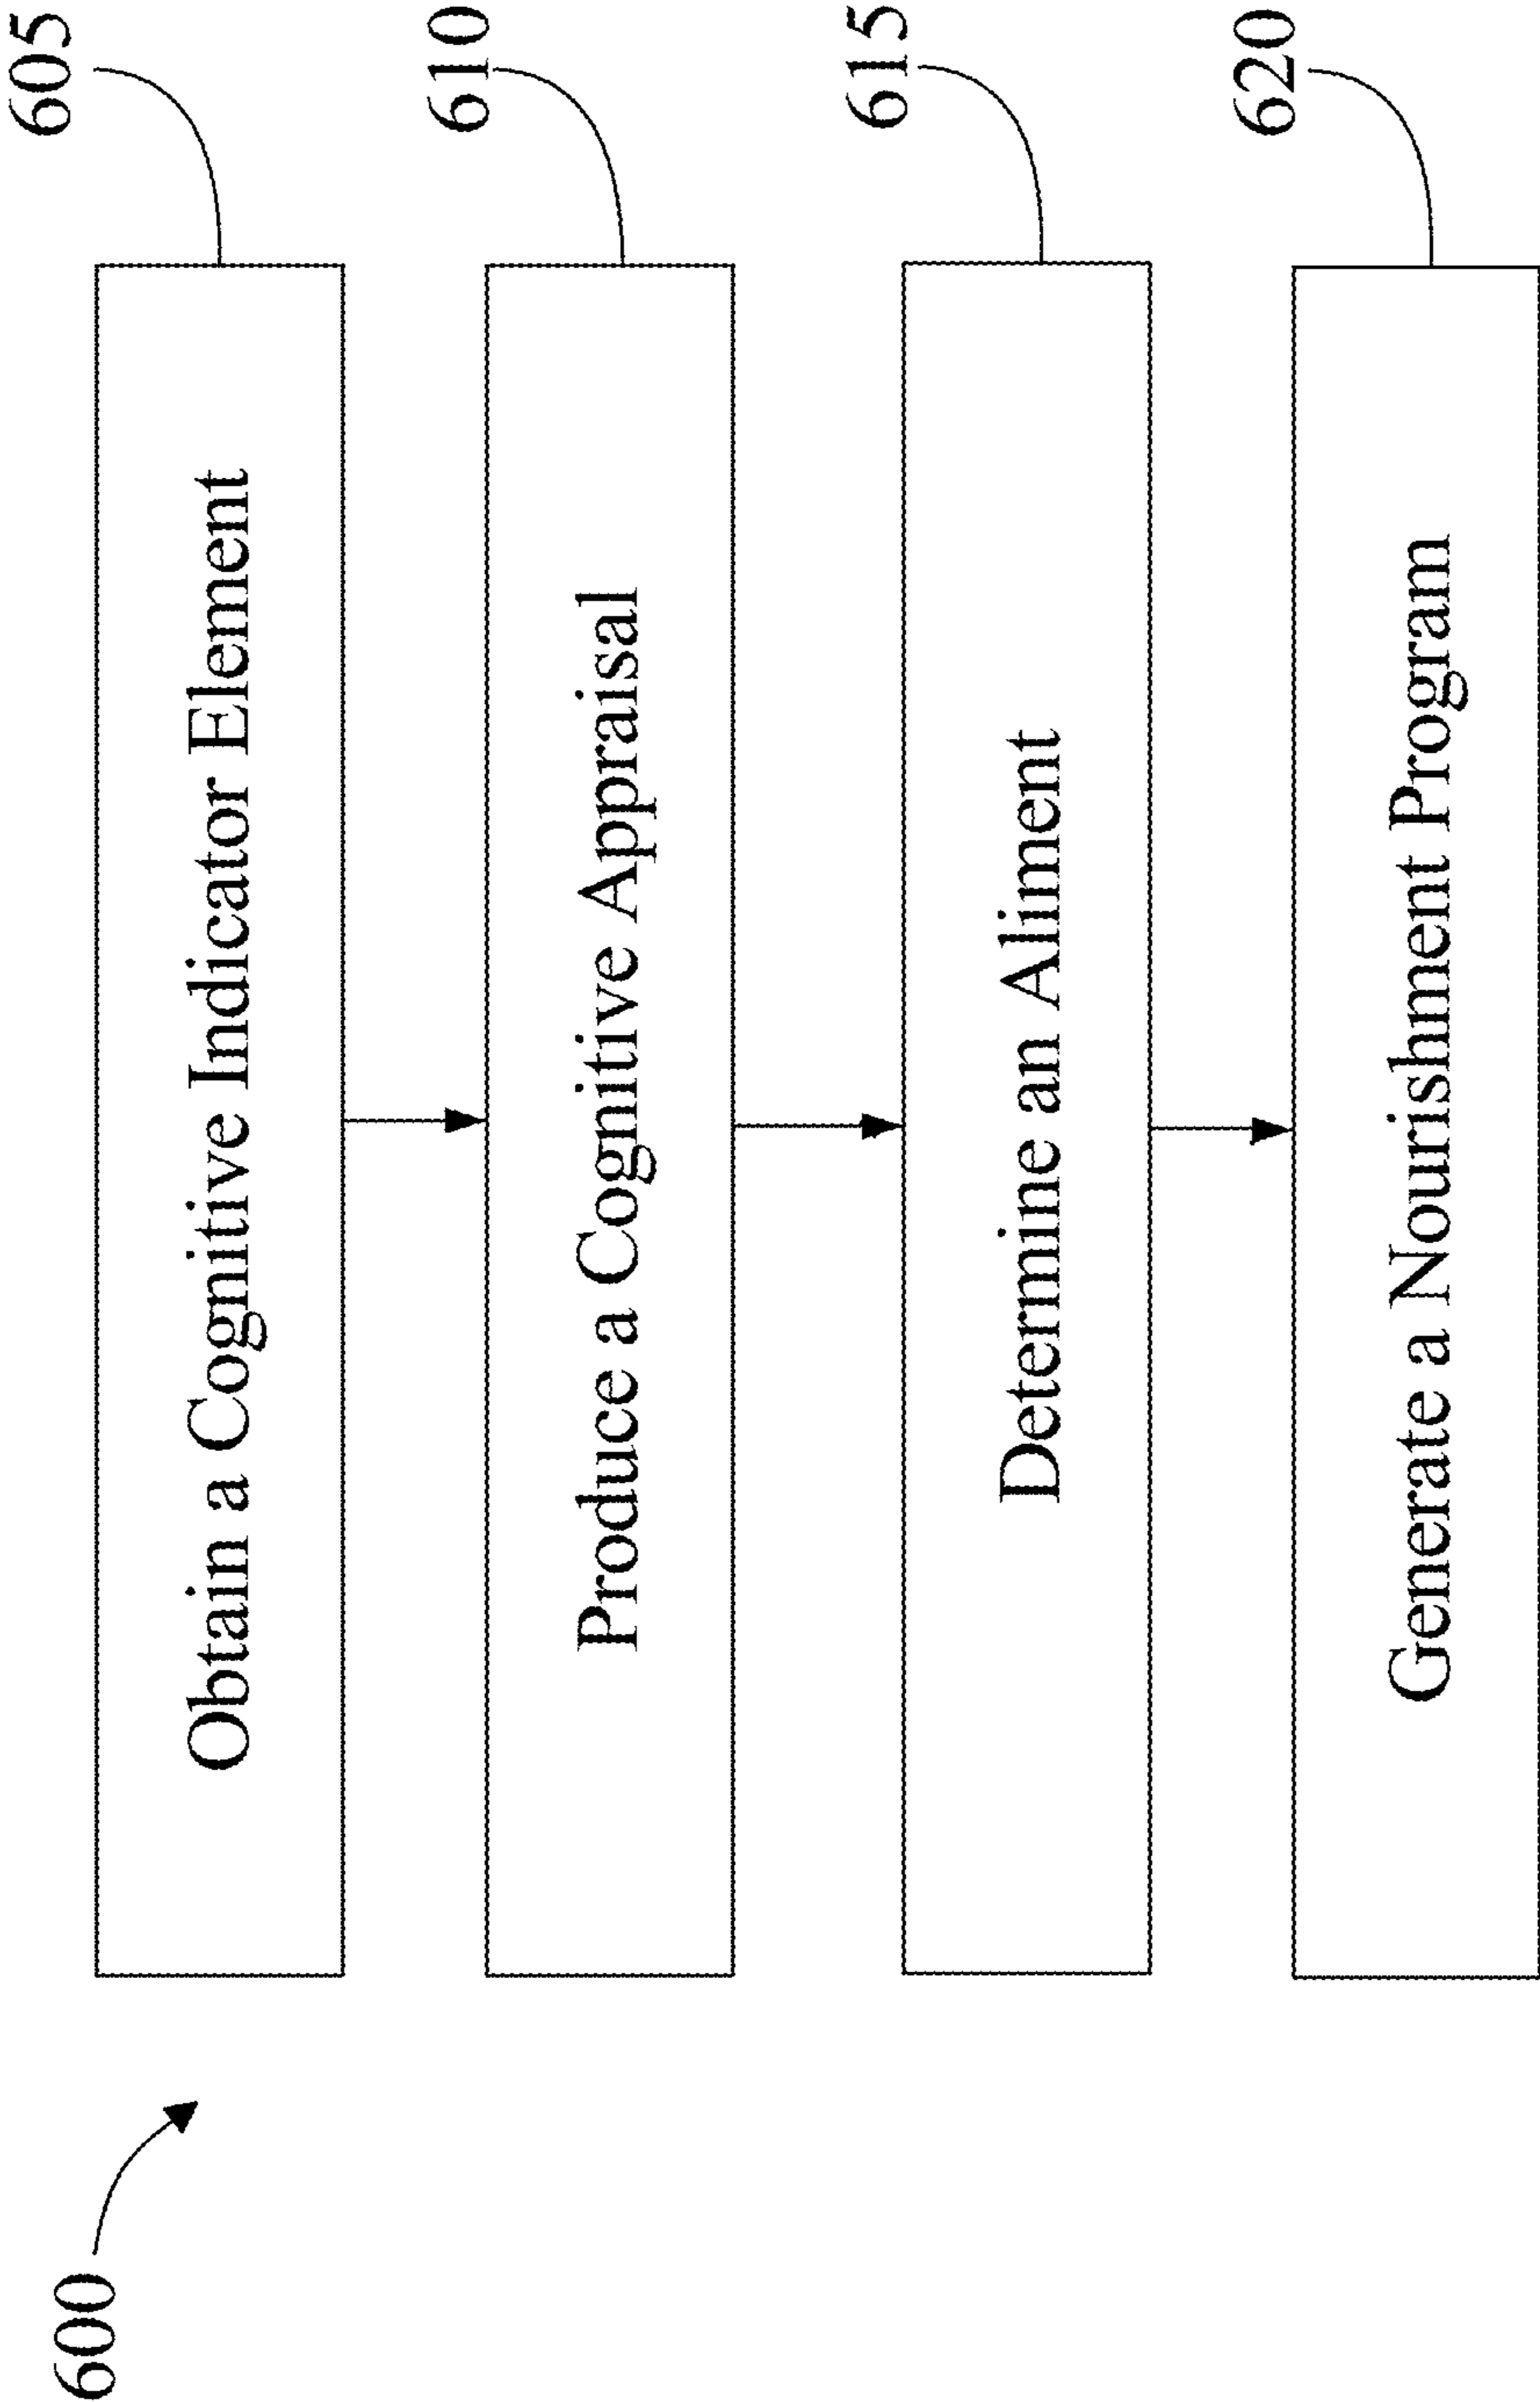 600
Obtain a Cognitive Indicator Element
605
Produce a Cognitive Appraisal
610
Determine an Aliment
615
Generate a Nourishment Program
620